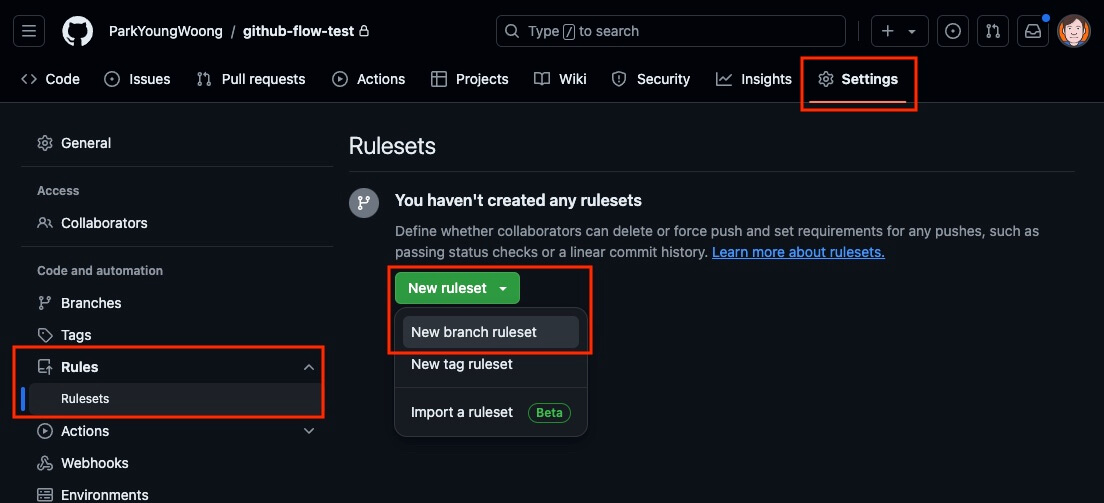 ParkYoungWoong / github-flow-test
Type / to search
Code
Issues
Pull requests
Actions
Projects
Wiki
Security
Insights
Settings
General
Access
Collaborators
Code and automation
Branches
Tags
Rules
Rulesets
Actions
Webhooks
Environments
Rulesets
You haven't created any rulesets
Define whether collaborators can delete or force push and set requirements for any pushes, such as
passing status checks or a linear commit history. Learn more about rulesets.
New ruleset
New branch ruleset
New tag ruleset
Import a ruleset Beta